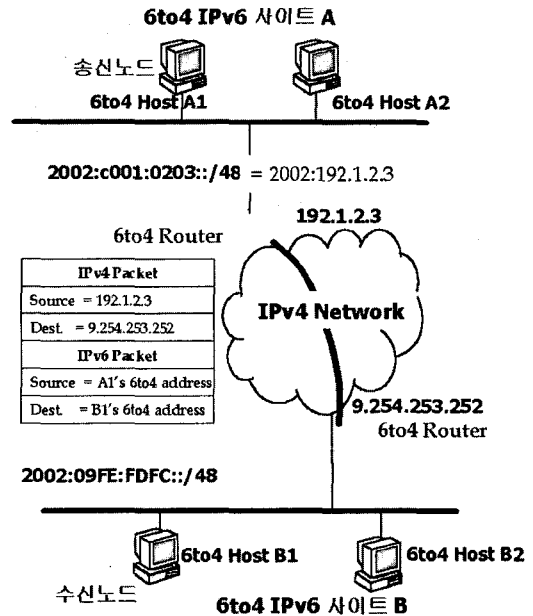 6to4 IPv6 사이트 A
송신노드
6to4 Host A1
6to4 Host A2
2002:c001:0203::/48 = 2002:192.1.2.3
192.1.2.3
6to4 Router
IPv4 Packet
Source = 192.1.2.3
Dest. = 9.254.253.252
IPv6 Packet
Source = A1's 6to4 address
Dest. = B1's 6to4 address
IPv4 Network
9.254.253.252
6to4 Router
2002:09FE:FDFC::/48
6to4 Host B1
6to4 Host B2
수신노드
6to4 IPv6 사이트 B